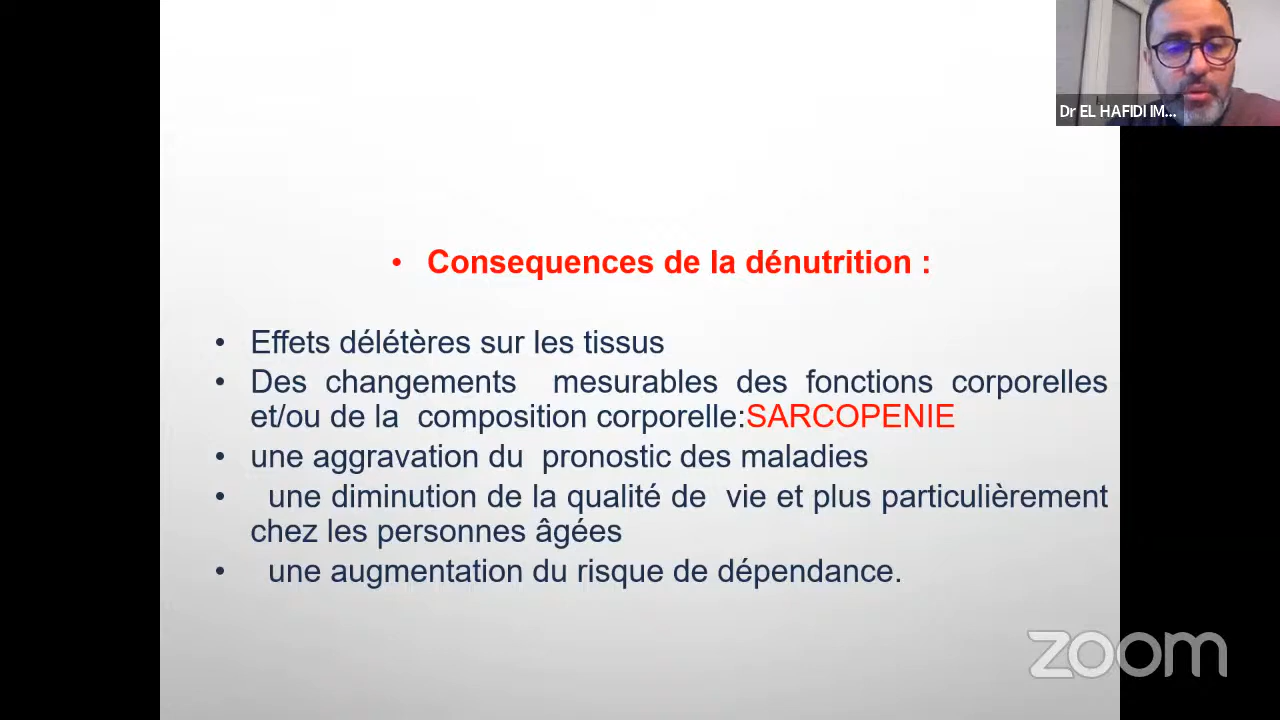 Dr EL HAFIDI IM...
• Consequences de la dénutrition :
• Effets délétères sur les tissus
• Des changements mesurables des fonctions corporelles
et/ou de la composition corporelle:SARCOPENIE
• une aggravation du pronostic des maladies
• une diminution de la qualité de vie et plus particulièrement
chez les personnes âgées
• une augmentation du risque de dépendance.
zoom